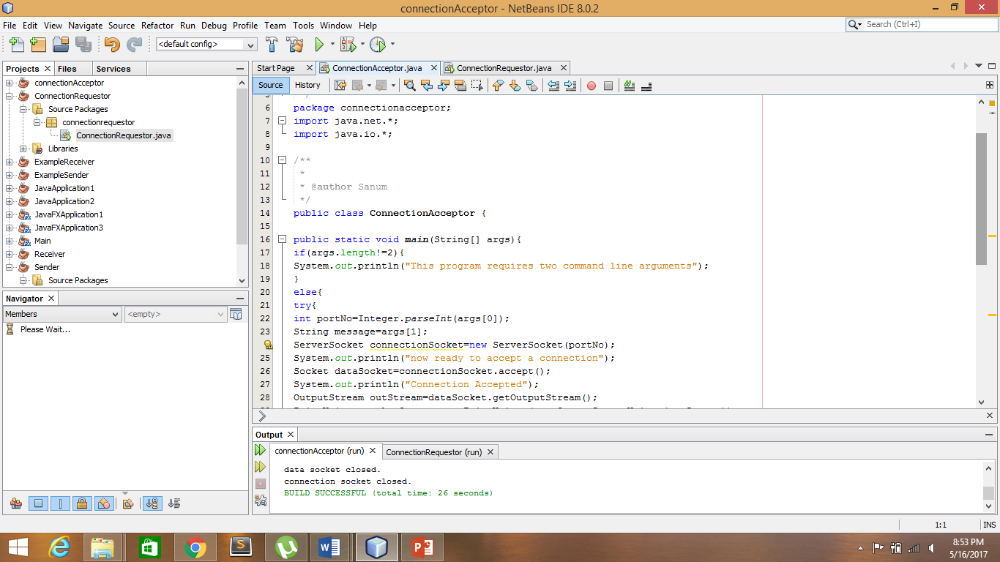 connectionAcceptor - NetBeans IDE 8.0.2
File Edit View Navigate Source Refactor Run Debug Profile Team Tools Window Help
Search (Ctrl+I)
<default config>
Projects Files Services
connectionAcceptor
ConnectionRequestor
Source Packages
connectionrequestor
ConnectionRequestor.java
Libraries
ExampleReceiver
ExampleSender
JavaApplication1
JavaApplication2
JavaFXApplication1
JavaFXApplication3
Main
Receiver
Sender
Source Packages
Navigator
Members <empty>
Please Wait...
Start Page ConnectionAcceptor.java ConnectionRequestor.java
Source History
6 package connectionacceptor;
7 import java.net.*;
8 import java.io.*;
9
10 /**
11 *
12 * @author Sanum
13 */
14 public class ConnectionAcceptor {
15
16 public static void main(String[] args){
17 if(args.length!=2){
18 System.out.println("This program requires two command line arguments");
19 }
20 else{
21 try{
22 int portNo=Integer.parseInt(args[0]);
23 String message=args[1];
ServerSocket connectionSocket=new ServerSocket(portNo);
25 System.out.println("now ready to accept a connection");
26 Socket dataSocket=connectionSocket.accept();
27 System.out.println("Connection Accepted");
28 OutputStream outStream=dataSocket.getOutputStream();
Output
connectionAcceptor (run) ConnectionRequestor (run)
data socket closed.
connection socket closed.
BUILD SUCCESSFUL (total time: 26 seconds)
1:1 INS
8:53 PM
5/16/2017